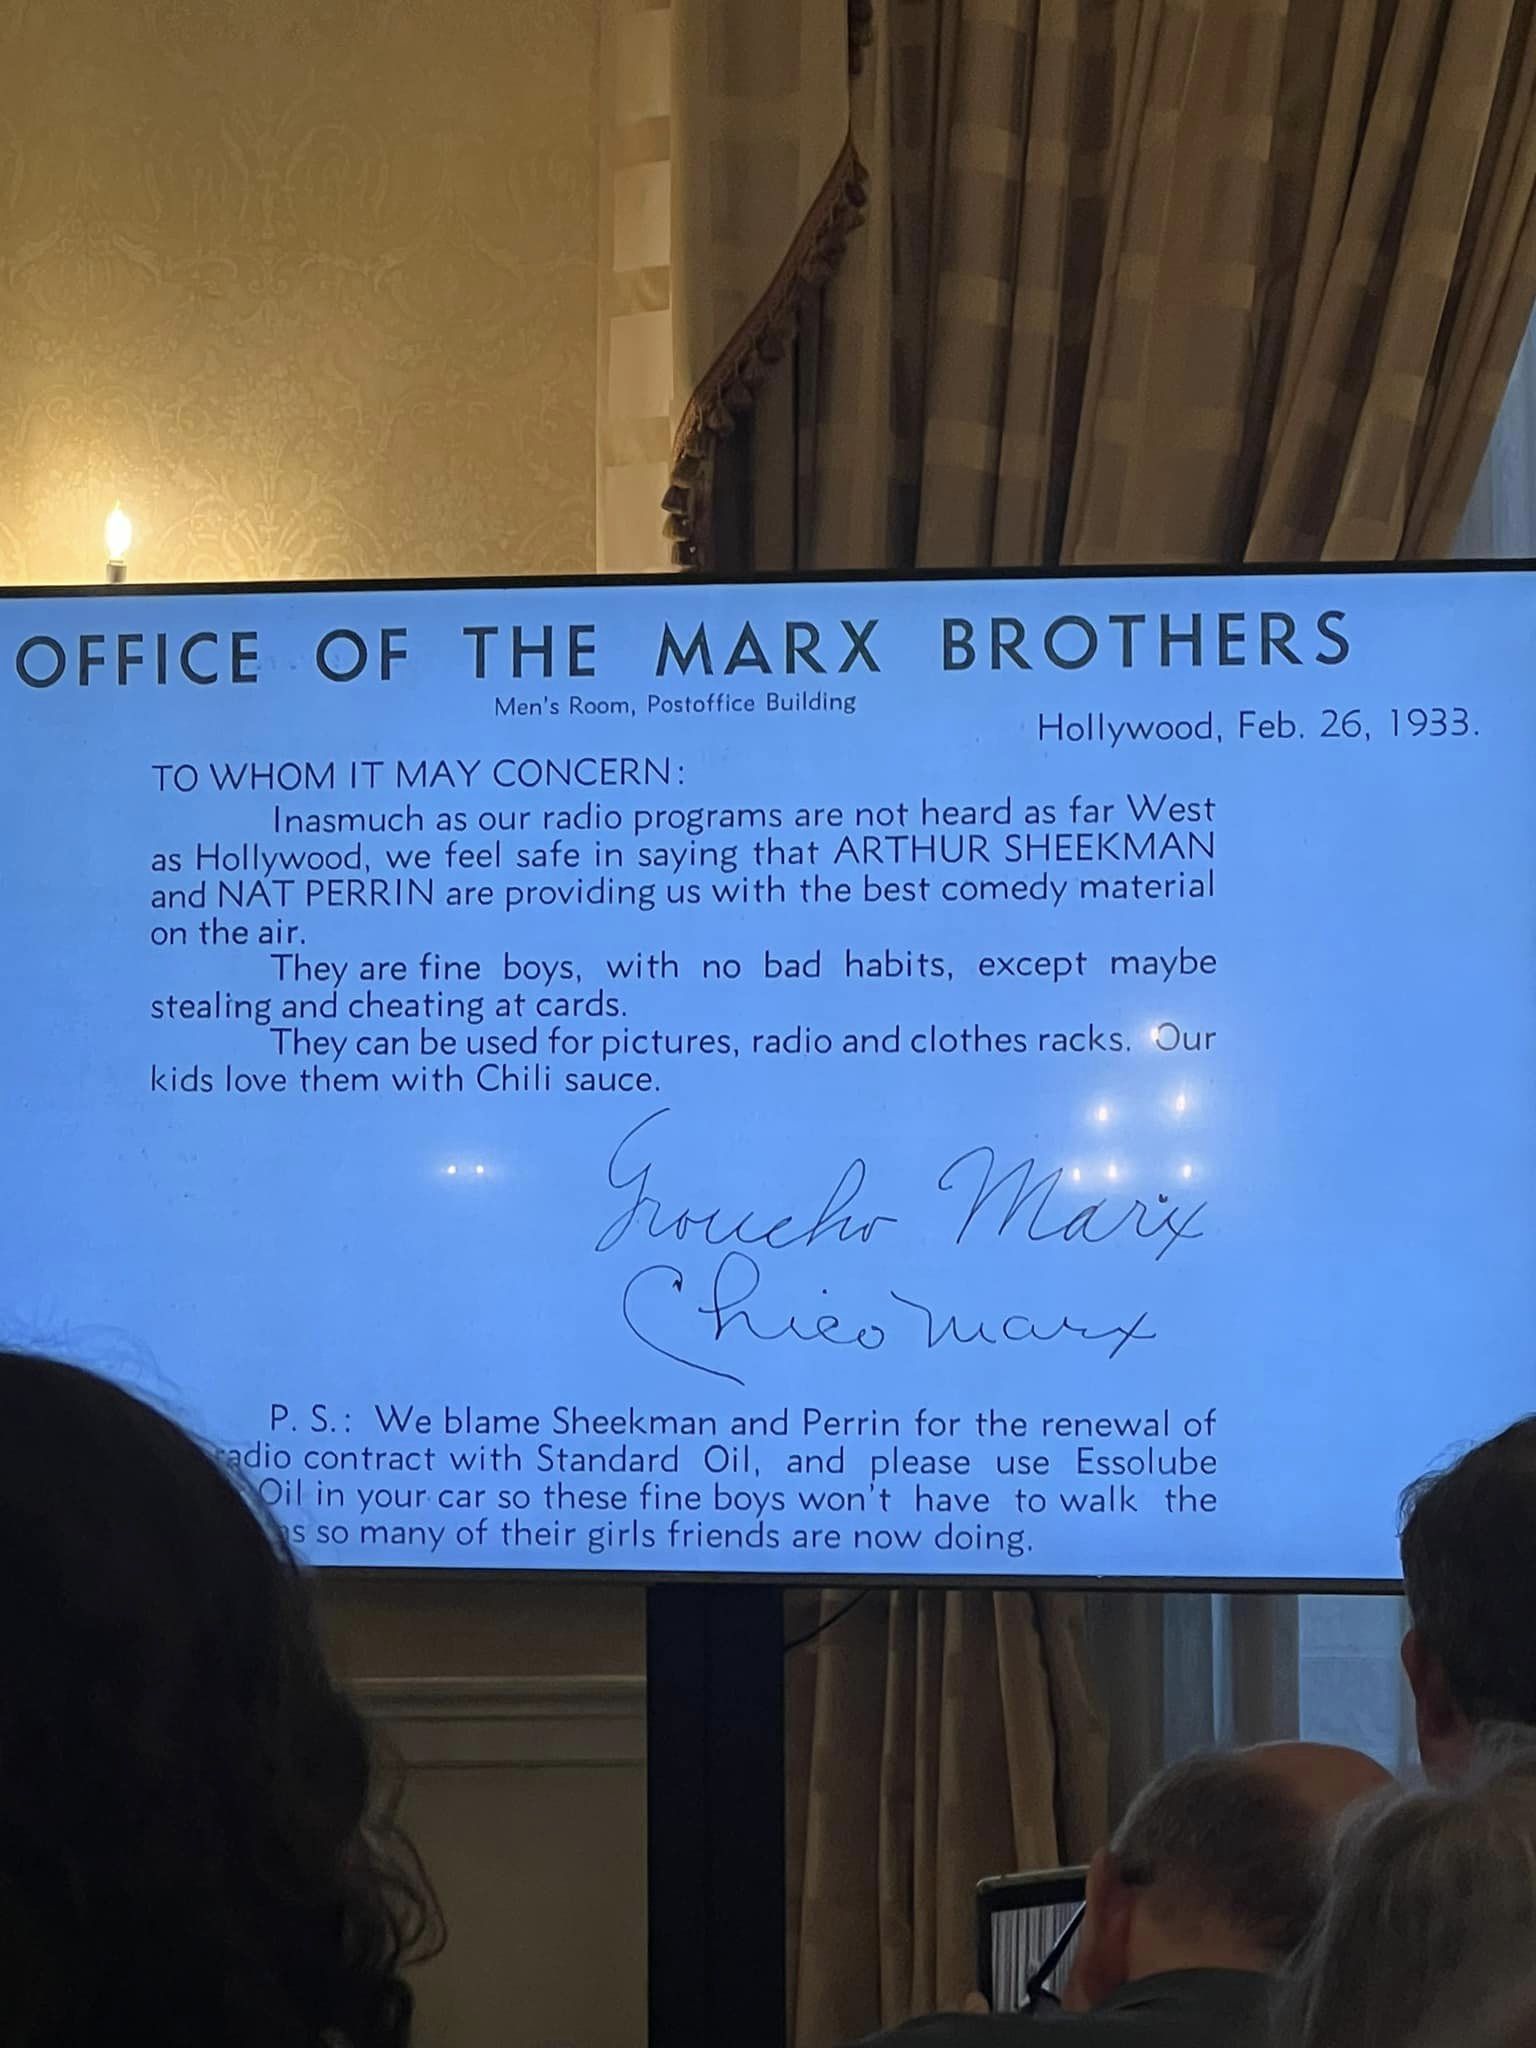 OFFICE OF THE MARX BROTHERS
Men's Room, Postoffice Building
Hollywood, Feb. 26, 1933.
TO WHOM IT MAY CONCERN:
Inasmuch as our radio programs are not heard as far West
as Hollywood, we feel safe in saying that ARTHUR SHEEKMAN
and NAT PERRIN are providing us with the best comedy material
on the air.
They are fine boys, with no bad habits, except maybe
stealing and cheating at cards.
They can be used for pictures, radio and clothes racks. Our
kids love them with Chili sauce.
Groucho Marx
Chico Marx
P. S.: We blame Sheekman and Perrin for the renewal of
radio contract with Standard Oil, and please use Essolube
Oil in your car so these fine boys won't have to walk the
so many of their girls friends are now doing.